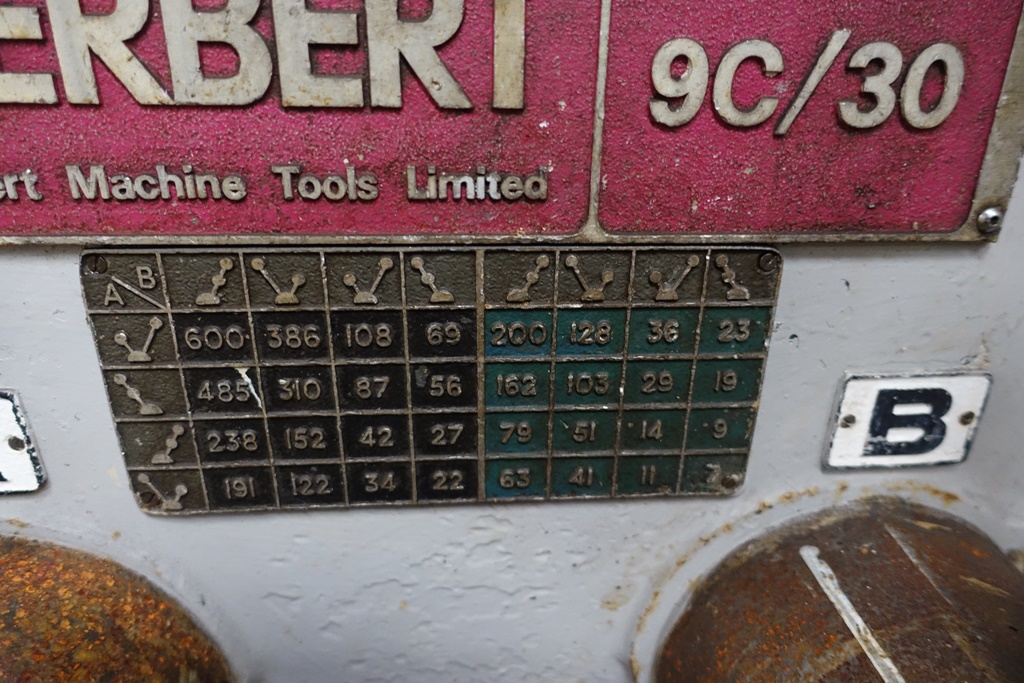 ERBERT
9C/30
ert Machine Tools Limited
B
A
600 386 108 69 200 128 36 23
485 310 87 56 162 103 29 19
238 152 42 27 79 51 14 9
191 122 34 22 63 41 11 7
B